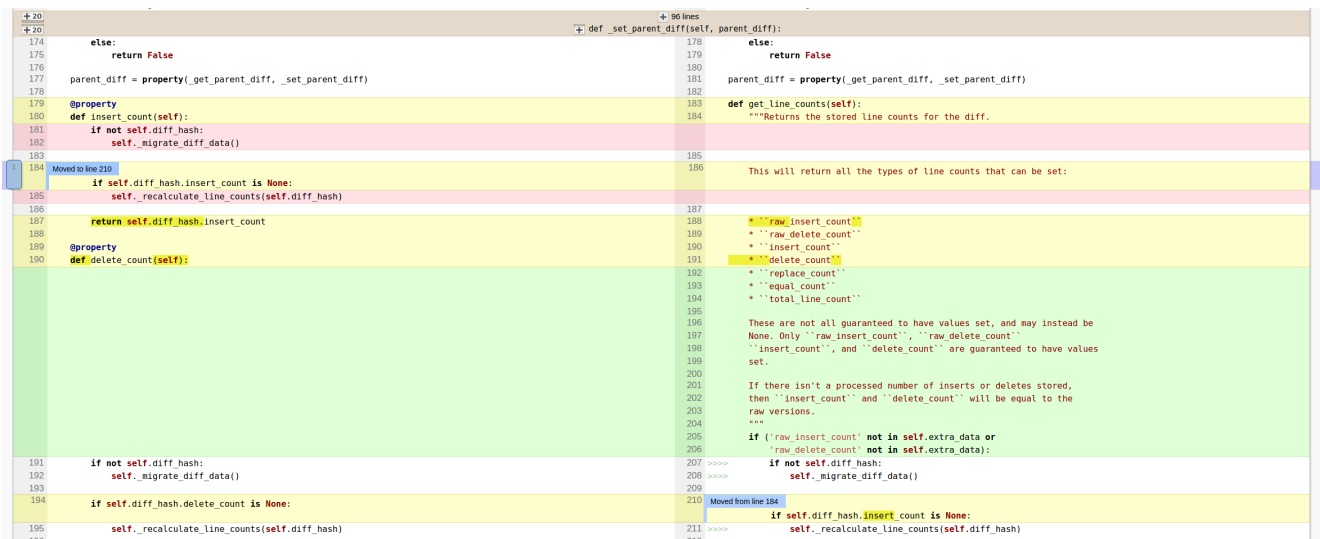 +20 + 96 lines
+20 + def _set_parent_diff(self, parent_diff):
174 else: 178 else:
175 return False 179 return False
176 180
177 parent_diff = property(_get_parent_diff, _set_parent_diff) 181 parent_diff = property(_get_parent_diff, _set_parent_diff)
178 182
179 @property 183 def get_line_counts(self):
180 def insert_count(self): 184 """Returns the stored line counts for the diff.
181 if not self.diff_hash:
182 self._migrate_diff_data()
183 185
1 184 Moved to line 210 186 This will return all the types of line counts that can be set:
if self.diff_hash.insert_count is None:
185 self._recalculate_line_counts(self.diff_hash)
186 187
187 return self.diff_hash.insert_count 188 * ``raw_insert_count``
188 189 * ``raw_delete_count``
189 @property 190 * ``insert_count``
190 def delete_count(self): 191 * ``delete_count``
192 * ``replace_count``
193 * ``equal_count``
194 * ``total_line_count``
195
196 These are not all guaranteed to have values set, and may instead be
197 None. Only ``raw_insert_count``, ``raw_delete_count``
198 ``insert_count``, and ``delete_count`` are guaranteed to have values
199 set.
200
201 If there isn't a processed number of inserts or deletes stored,
202 then ``insert_count`` and ``delete_count`` will be equal to the
203 raw versions.
204 """
205 if ('raw_insert_count' not in self.extra_data or
206 'raw_delete_count' not in self.extra_data):
191 if not self.diff_hash: 207 >>>> if not self.diff_hash:
192 self._migrate_diff_data() 208 >>>> self._migrate_diff_data()
193 209
194 if self.diff_hash.delete_count is None: 210 Moved from line 184
if self.diff_hash.insert_count is None:
195 self._recalculate_line_counts(self.diff_hash) 211 >>>> self._recalculate_line_counts(self.diff_hash)